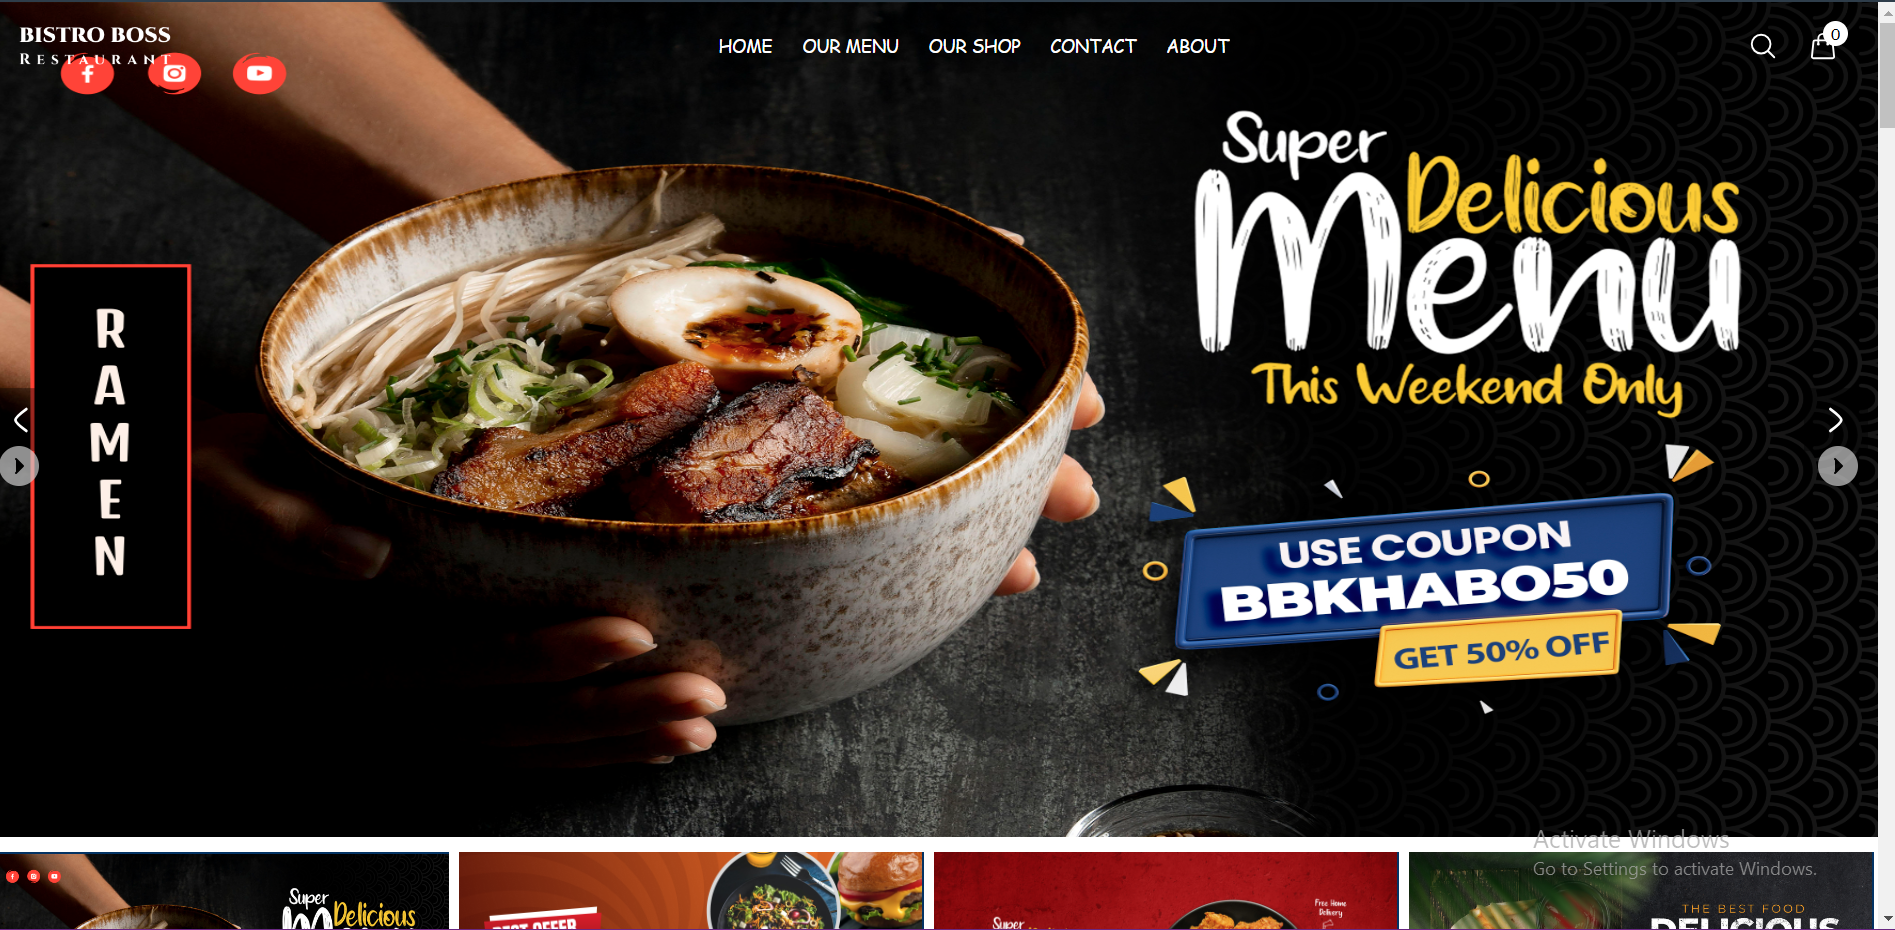 BISTRO BOSS
RESTAURANT
HOME OUR MENU OUR SHOP CONTACT ABOUT
0
Super
Delicious
Menu
This Weekend Only
RAMEN
USE COUPON
BBKHABO50
GET 50% OFF
Activate Windows
Go to Settings to activate Windows.
Super
Delicious
BEST OFFER
Super
Free Home
Delivery
THE BEST FOOD
DELICIOUS